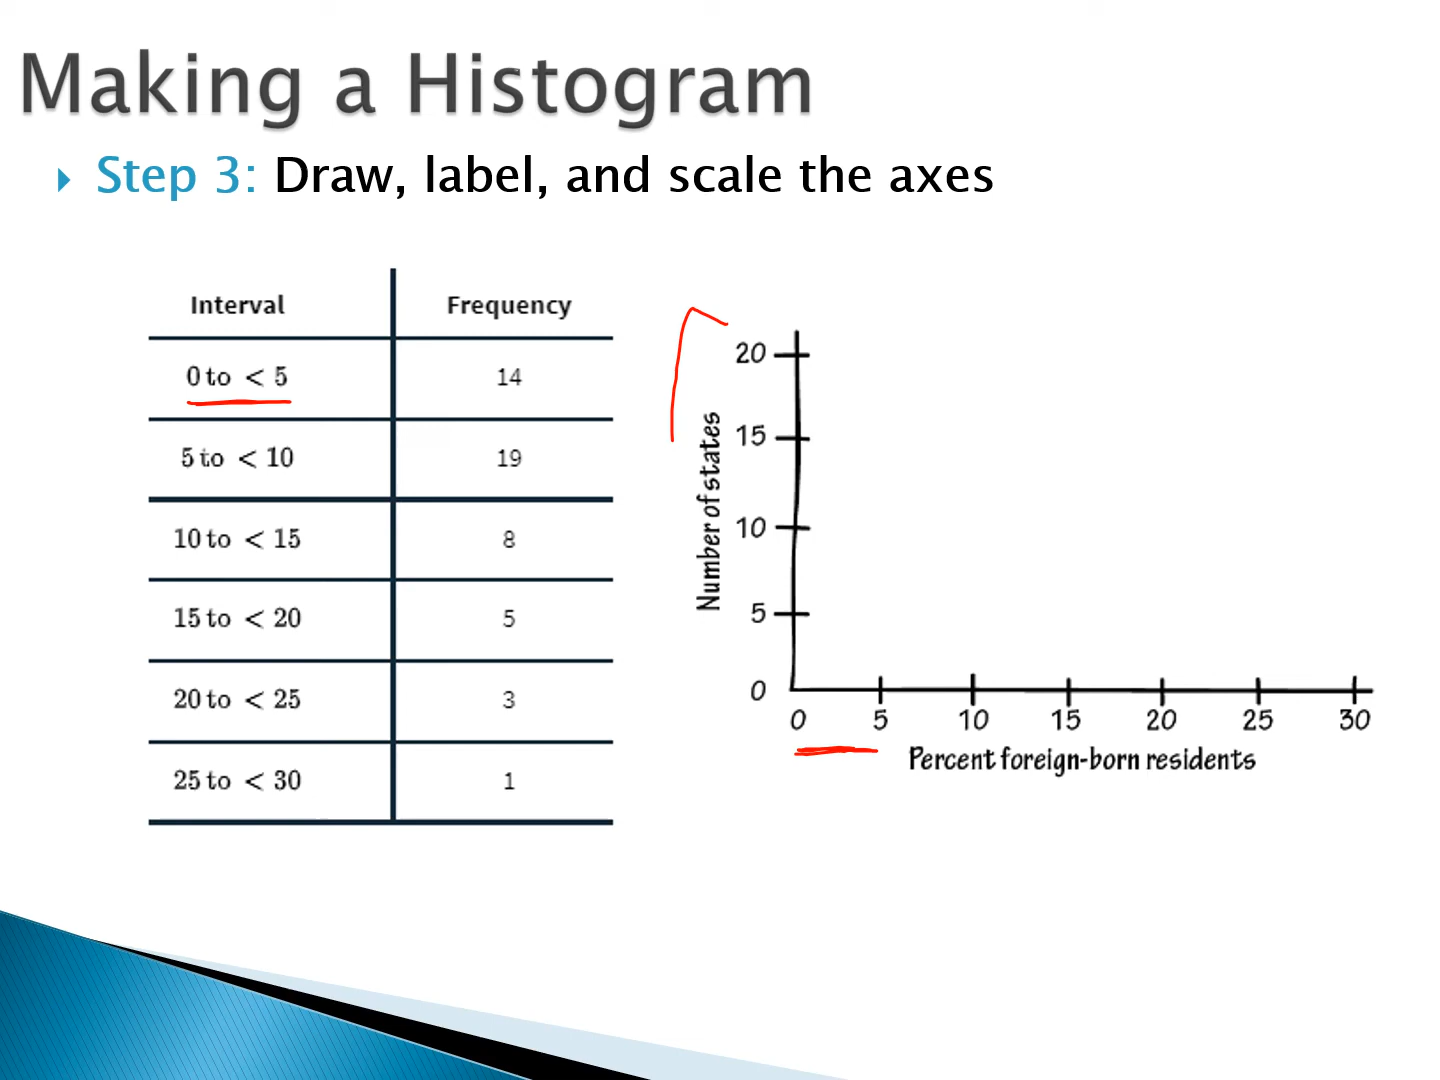 Making a Histogram
Step 3: Draw, label, and scale the axes
Interval Frequency
0 to < 5 14
5 to < 10 19
10 to < 15 8
15 to < 20 5
20 to < 25 3
25 to < 30 1
Number of states
20
15
10
5
0
0 5 10 15 20 25 30
Percent foreign-born residents